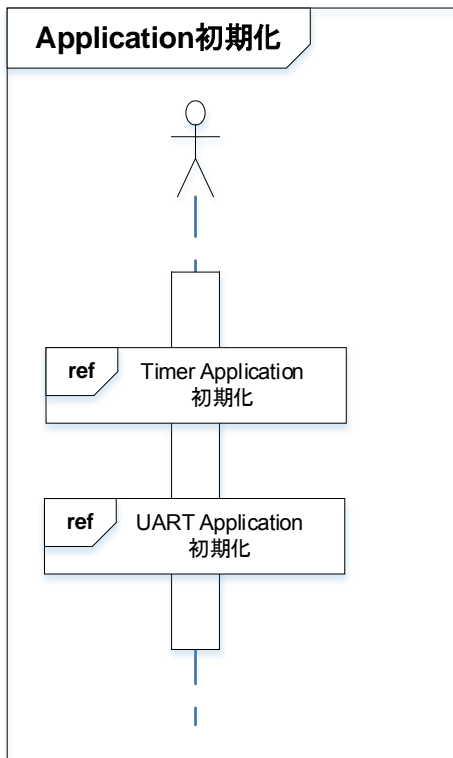 Application初期化
ref
Timer Application
初期化
ref
UART Application
初期化